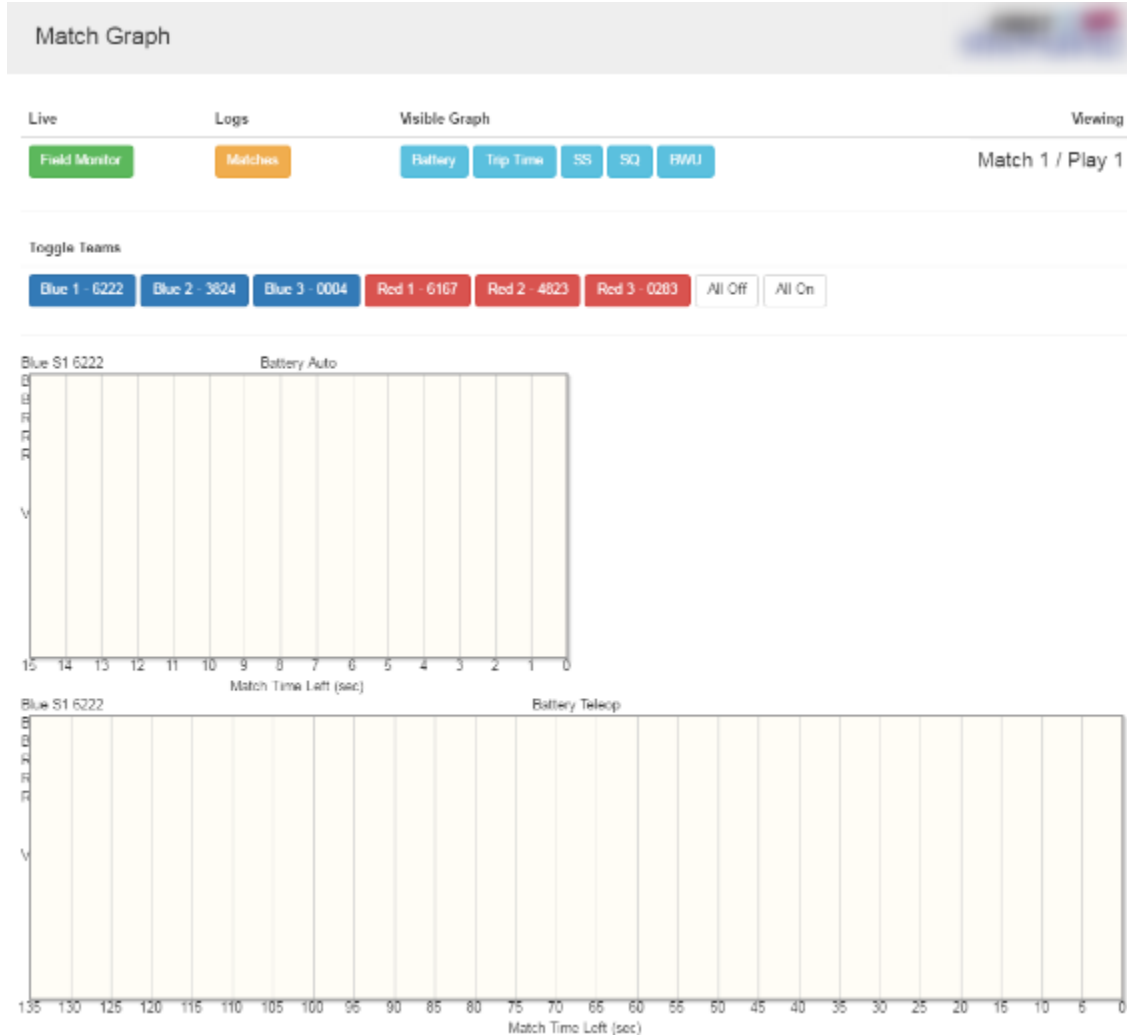 Match Graph
Live Logs Visible Graph Viewing
Field Monitor Matches Battery Trip Time SS SQ BWU Match 1 / Play 1
Toggle Teams
Blue 1 - 6222 Blue 2 - 3824 Blue 3 - 0004 Red 1 - 6167 Red 2 - 4823 Red 3 - 0283 All Off All On
Blue S1 6222 Battery Auto
B
B
R
R
R
V
15 14 13 12 11 10 9 8 7 6 5 4 3 2 1 0
Match Time Left (sec)
Blue S1 6222 Battery Teleop
B
B
R
R
R
V
135 130 125 120 115 110 105 100 95 90 85 80 75 70 65 60 55 50 45 40 35 30 25 20 15 10 5 0
Match Time Left (sec)